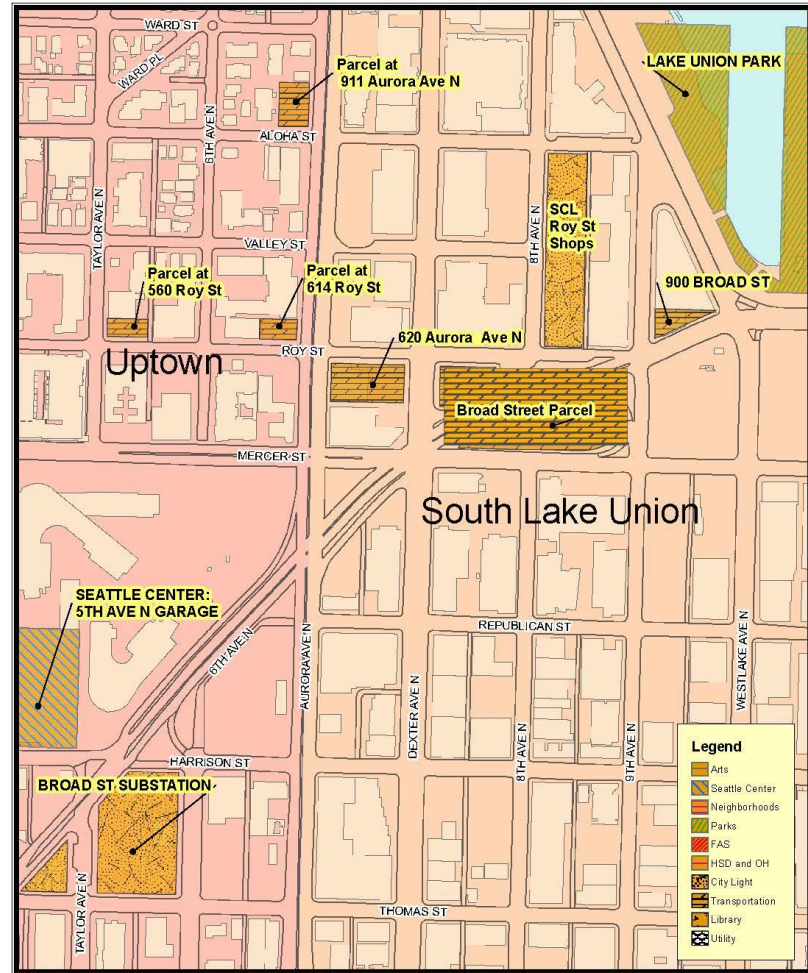 WARD ST
WARD PL
6TH AVE N
Parcel at
911 Aurora Ave N
LAKE UNION PARK
ALOHA ST
TAYLOR AVE N
8TH AVE N
SCL
Roy St
Shops
VALLEY ST
Parcel at
560 Roy St
Parcel at
614 Roy St
900 BROAD ST
ROY ST
620 Aurora Ave N
Uptown
Broad Street Parcel
MERCER ST
South Lake Union
SEATTLE CENTER:
5TH AVE N GARAGE
6TH AVE N
AURORA AVE N
REPUBLICAN ST
DEXTER AVE N
8TH AVE N
9TH AVE N
WESTLAKE AVE N
HARRISON ST
BROAD ST SUBSTATION
TAYLOR AVE N
THOMAS ST
Legend
Arts
Seattle Center
Neighborhoods
Parks
FAS
HSD and OH
City Light
Transportation
Library
Utility